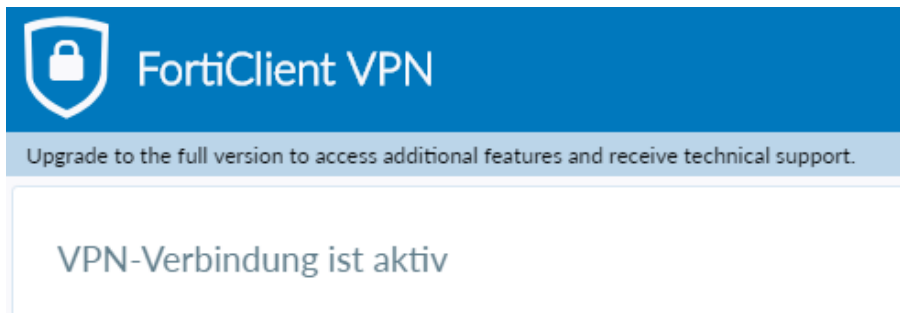 FortiClient VPN
Upgrade to the full version to access additional features and receive technical support.
VPN-Verbindung ist aktiv